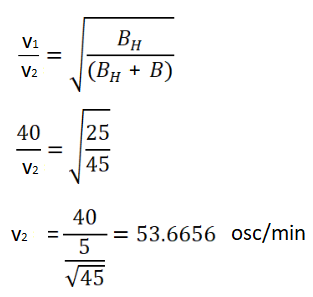 v₁/v₂ = √(B_H/(B_H + B))
40/v₂ = √(25/45)
v₂ = 40/(5/√45) = 53.6656 osc/min